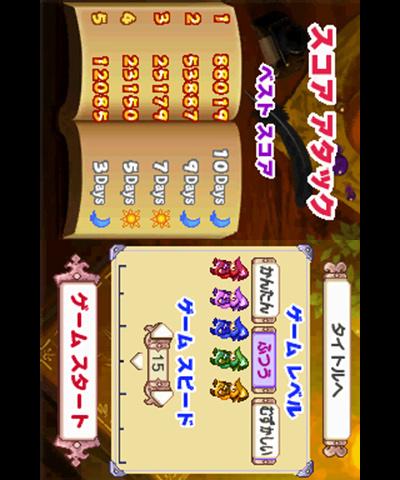 スコア アタック
ベスト スコア
1 88019 10Days
2 53887 9Days
3 25179 7Days
4 23150 5Days
5 12085 3Days
タイトルへ
ゲーム レベル
かんたん ふつう むずかしい
ゲーム スピード
15
ゲーム スタート